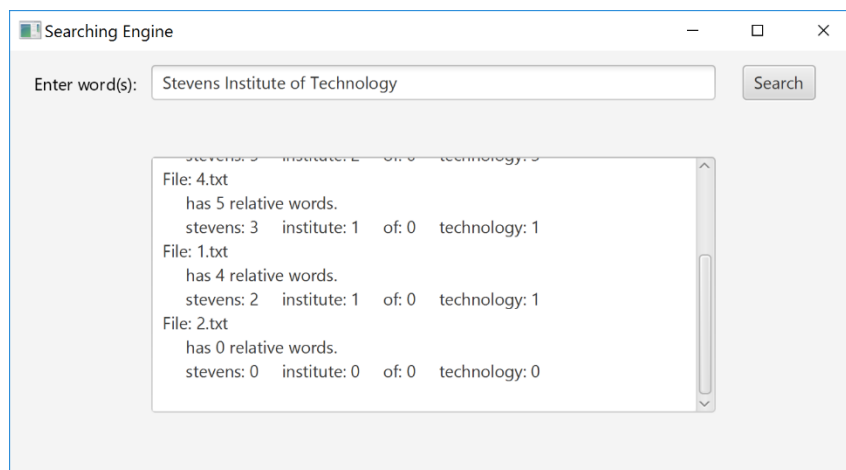 Searching Engine
Enter word(s): Stevens Institute of Technology Search
File: 4.txt
has 5 relative words.
stevens: 3 institute: 1 of: 0 technology: 1
File: 1.txt
has 4 relative words.
stevens: 2 institute: 1 of: 0 technology: 1
File: 2.txt
has 0 relative words.
stevens: 0 institute: 0 of: 0 technology: 0